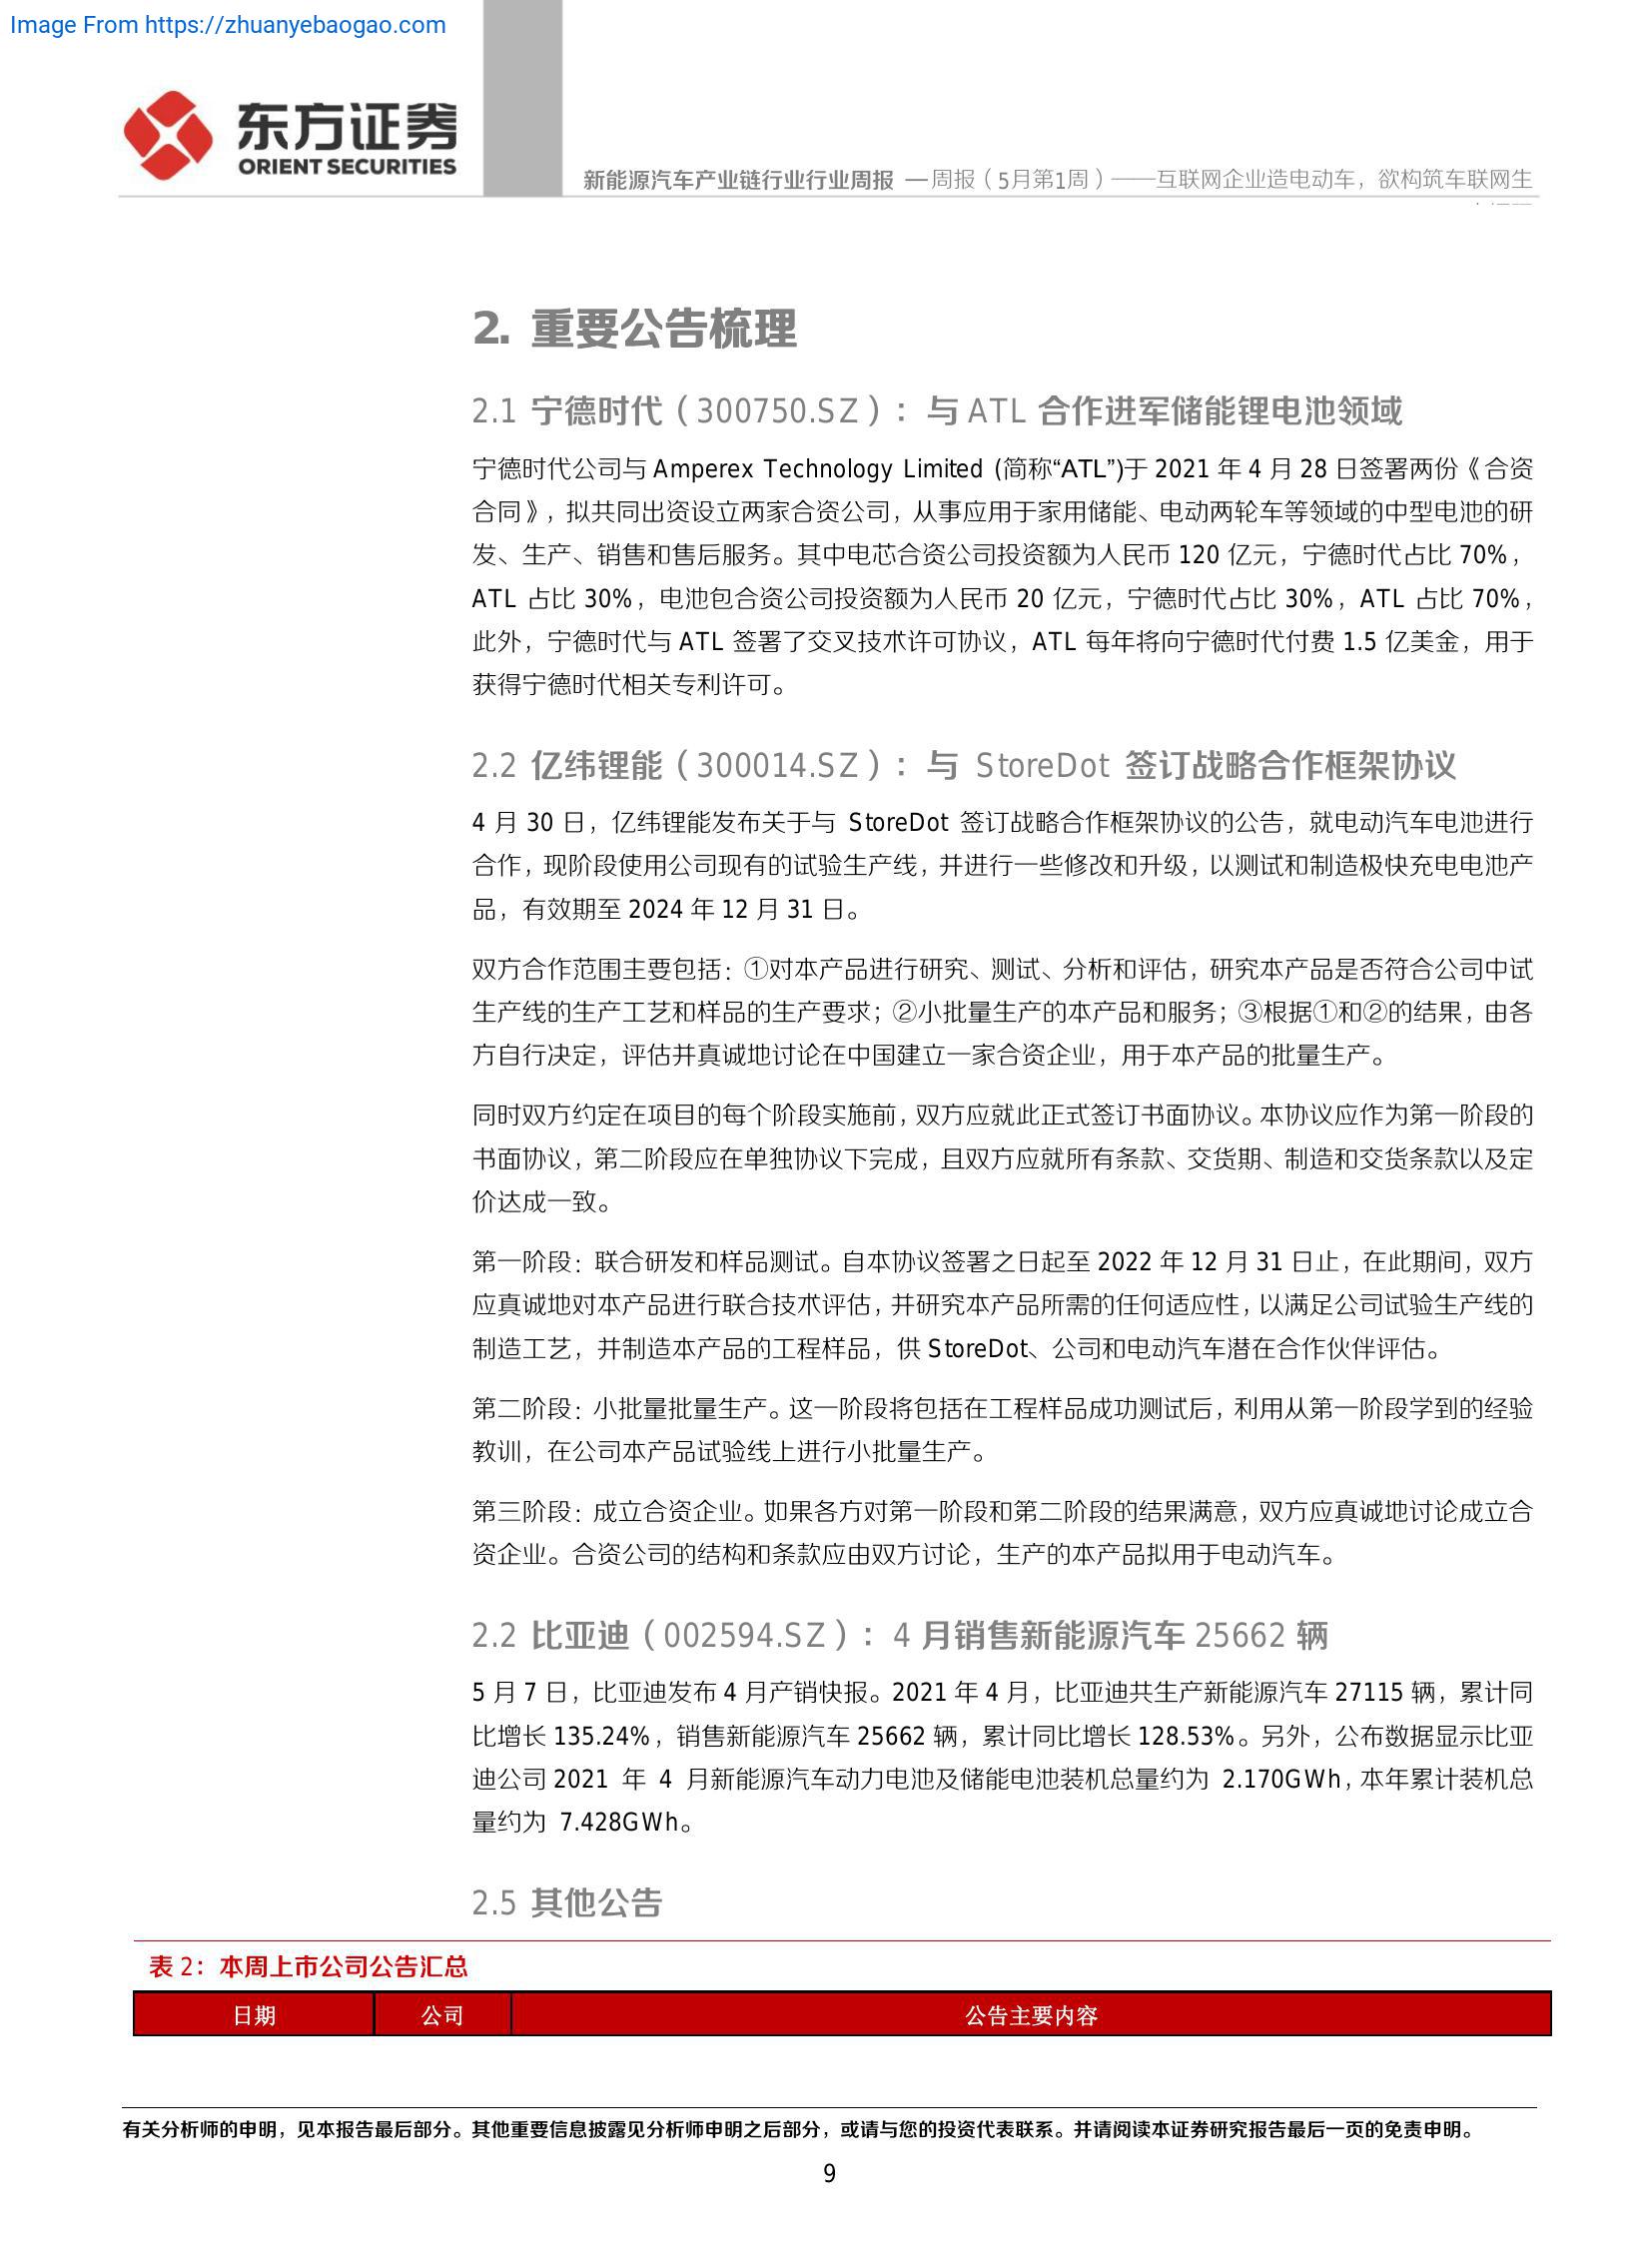 Image From https://zhuanyebaogao.com
东方证券
ORIENT SECURITIES
新能源汽车产业链行业行业周报 —周报（5月第1周）——互联网企业造电动车，欲构筑车联网生
2. 重要公告梳理
2.1 宁德时代（300750.SZ）：与 ATL 合作进军储能锂电池领域
宁德时代公司与 Amperex Technology Limited (简称“ATL”)于 2021 年 4 月 28 日签署两份《合资
合同》，拟共同出资设立两家合资公司，从事应用于家用储能、电动两轮车等领域的中型电池的研
发、生产、销售和售后服务。其中电芯合资公司投资额为人民币 120 亿元，宁德时代占比 70%，
ATL 占比 30%，电池包合资公司投资额为人民币 20 亿元，宁德时代占比 30%，ATL 占比 70%，
此外，宁德时代与 ATL 签署了交叉技术许可协议，ATL 每年将向宁德时代付费 1.5 亿美金，用于
获得宁德时代相关专利许可。
2.2 亿纬锂能（300014.SZ）：与 StoreDot 签订战略合作框架协议
4 月 30 日，亿纬锂能发布关于与 StoreDot 签订战略合作框架协议的公告，就电动汽车电池进行
合作，现阶段使用公司现有的试验生产线，并进行一些修改和升级，以测试和制造极快充电电池产
品，有效期至 2024 年 12 月 31 日。
双方合作范围主要包括：①对本产品进行研究、测试、分析和评估，研究本产品是否符合公司中试
生产线的生产工艺和样品的生产要求；②小批量生产的本产品和服务；③根据①和②的结果，由各
方自行决定，评估并真诚地讨论在中国建立一家合资企业，用于本产品的批量生产。
同时双方约定在项目的每个阶段实施前，双方应就此正式签订书面协议。本协议应作为第一阶段的
书面协议，第二阶段应在单独协议下完成，且双方应就所有条款、交货期、制造和交货条款以及定
价达成一致。
第一阶段：联合研发和样品测试。自本协议签署之日起至 2022 年 12 月 31 日止，在此期间，双方
应真诚地对本产品进行联合技术评估，并研究本产品所需的任何适应性，以满足公司试验生产线的
制造工艺，并制造本产品的工程样品，供 StoreDot、公司和电动汽车潜在合作伙伴评估。
第二阶段：小批量批量生产。这一阶段将包括在工程样品成功测试后，利用从第一阶段学到的经验
教训，在公司本产品试验线上进行小批量生产。
第三阶段：成立合资企业。如果各方对第一阶段和第二阶段的结果满意，双方应真诚地讨论成立合
资企业。合资公司的结构和条款应由双方讨论，生产的本产品拟用于电动汽车。
2.2 比亚迪（002594.SZ）：4 月销售新能源汽车 25662 辆
5 月 7 日，比亚迪发布 4 月产销快报。2021 年 4 月，比亚迪共生产新能源汽车 27115 辆，累计同
比增长 135.24%，销售新能源汽车 25662 辆，累计同比增长 128.53%。另外，公布数据显示比亚
迪公司 2021 年 4 月新能源汽车动力电池及储能电池装机总量约为 2.170GWh，本年累计装机总
量约为 7.428GWh。
2.5 其他公告
表 2：本周上市公司公告汇总
日期 公司 公告主要内容
有关分析师的申明，见本报告最后部分。其他重要信息披露见分析师申明之后部分，或请与您的投资代表联系。并请阅读本证券研究报告最后一页的免责申明。
9